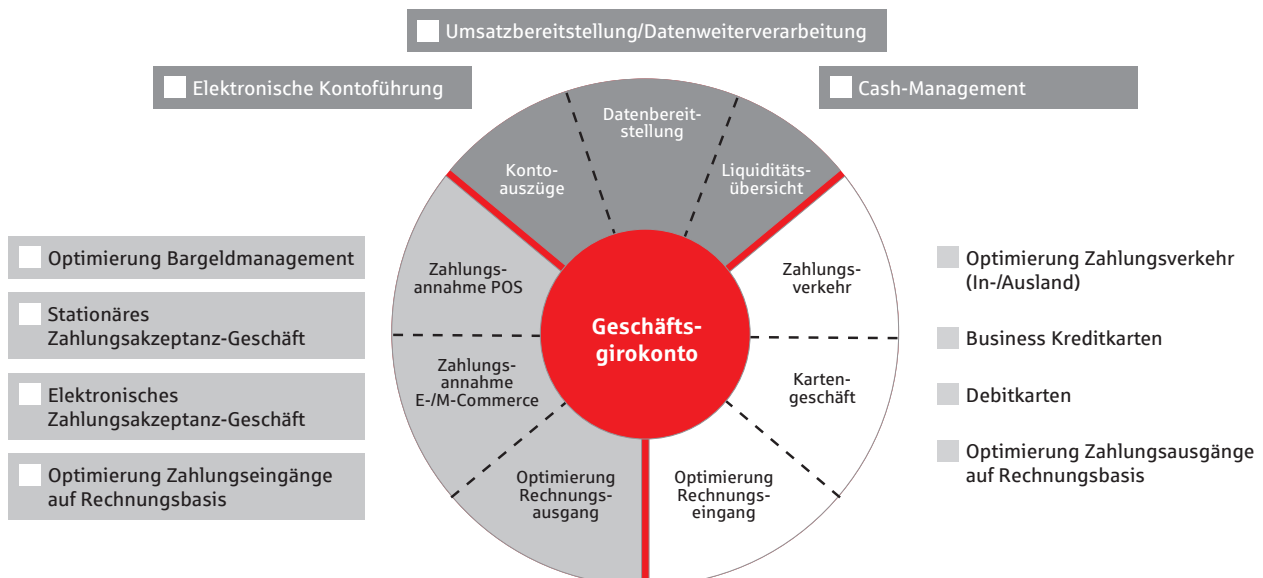 Umsatzbereitstellung/Datenweiterverarbeitung
Elektronische Kontoführung
Cash-Management
Datenbereit-
stellung
Konto-
auszüge
Liquiditäts-
übersicht
Optimierung Bargeldmanagement
Stationäres
Zahlungsakzeptanz-Geschäft
Elektronisches
Zahlungsakzeptanz-Geschäft
Optimierung Zahlungseingänge
auf Rechnungsbasis
Zahlungs-
annahme POS
Zahlungs-
annahme
E-/M-Commerce
Optimierung
Rechnungs-
ausgang
Geschäfts-
girokonto
Zahlungs-
verkehr
Karten-
geschäft
Optimierung
Rechnungs-
eingang
Optimierung Zahlungsverkehr
(In-/Ausland)
Business Kreditkarten
Debitkarten
Optimierung Zahlungsausgänge
auf Rechnungsbasis